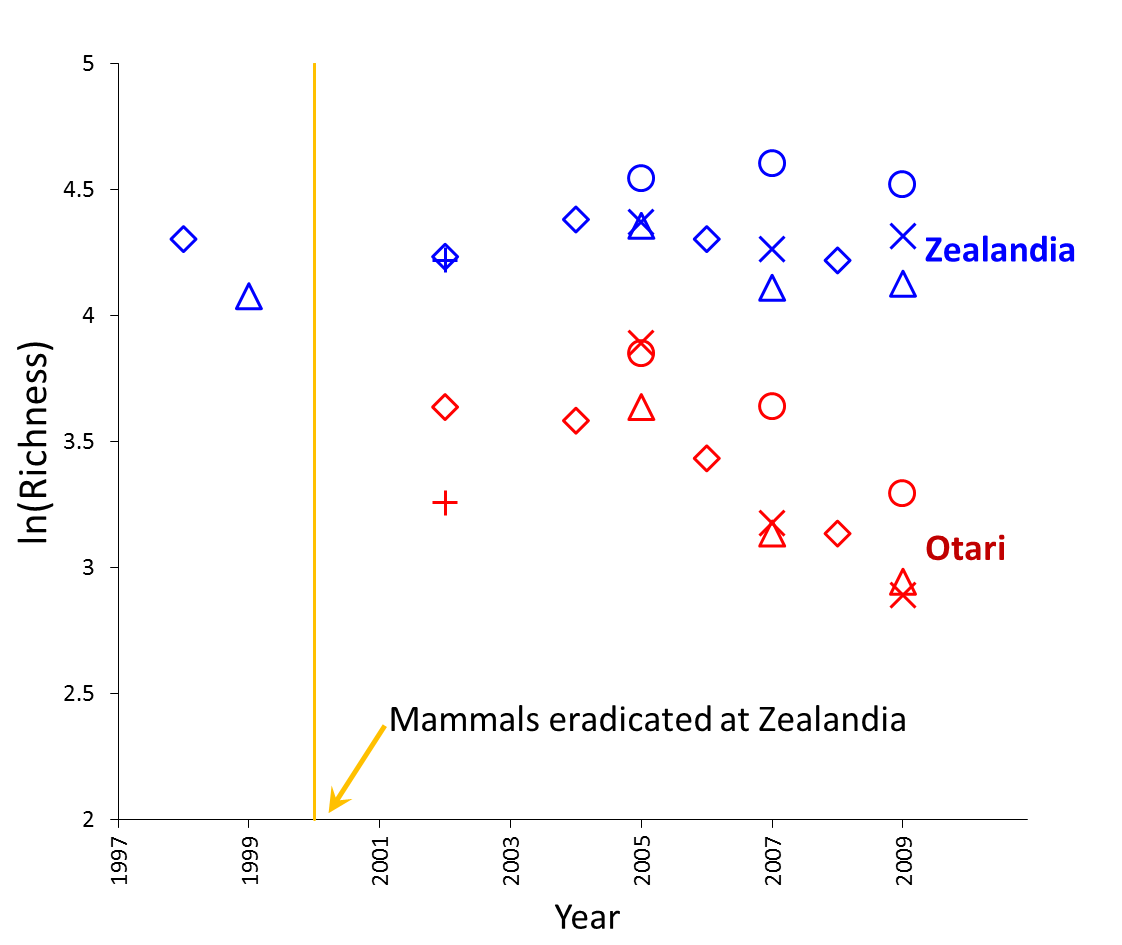 5
4.5
4
3.5
3
2.5
2
ln(Richness)
Zealandia
Otari
Mammals eradicated at Zealandia
1997
1999
2001
2003
2005
2007
2009
Year